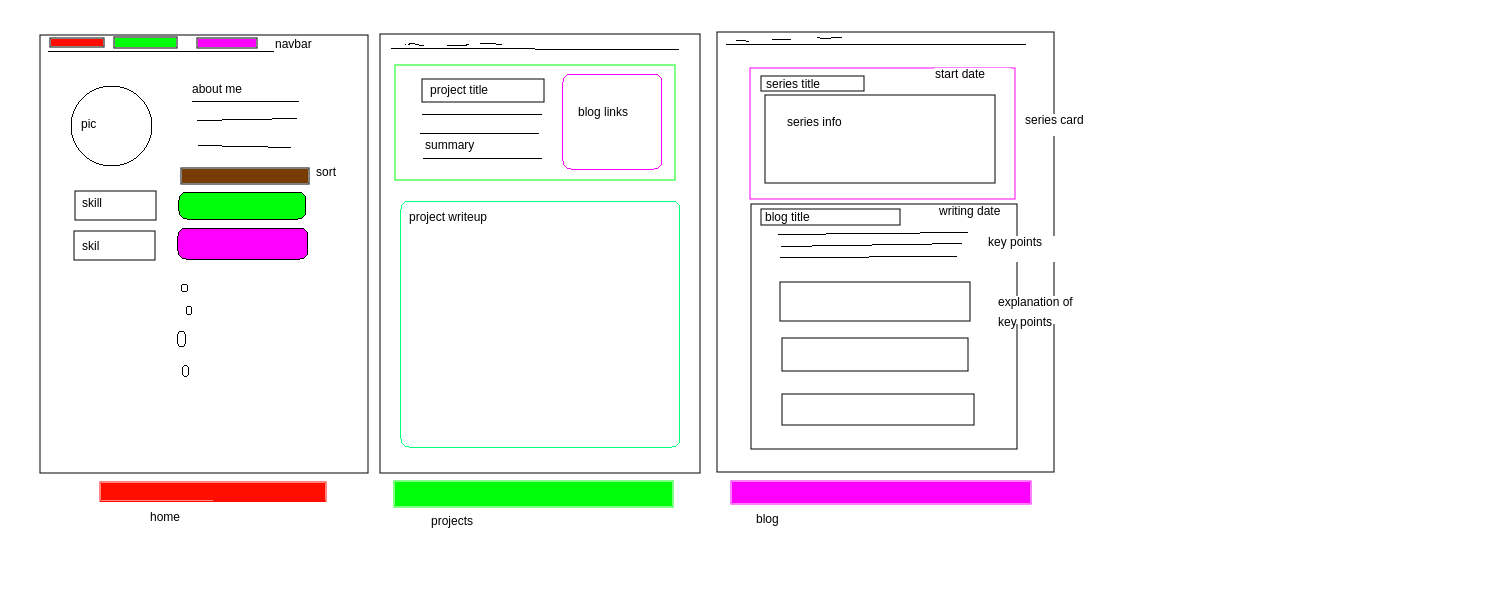 navbar
about me
pic
sort
skill
skil
home
project title
blog links
summary
project writeup
projects
start date
series title
series card
series info
writing date
blog title
key points
explanation of
key points
blog